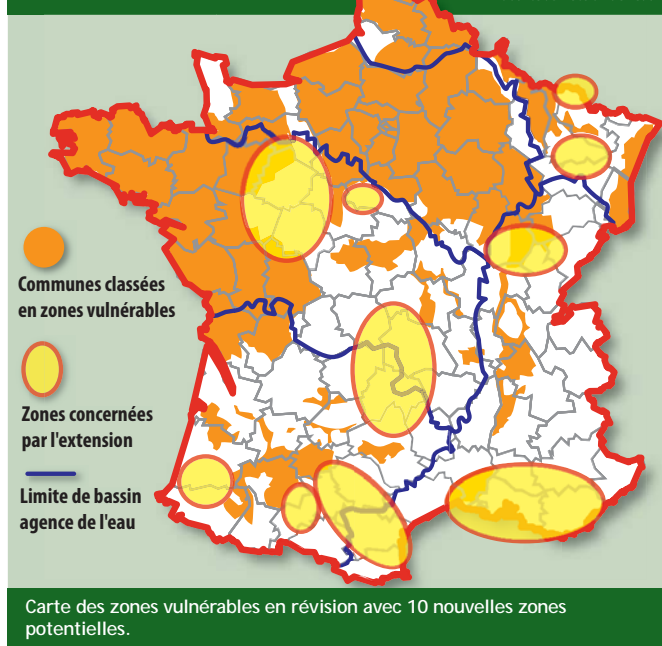 Communes classées
en zones vulnérables
Zones concernées
par l'extension
Limite de bassin
agence de l'eau
Carte des zones vulnérables en révision avec 10 nouvelles zones
potentielles.